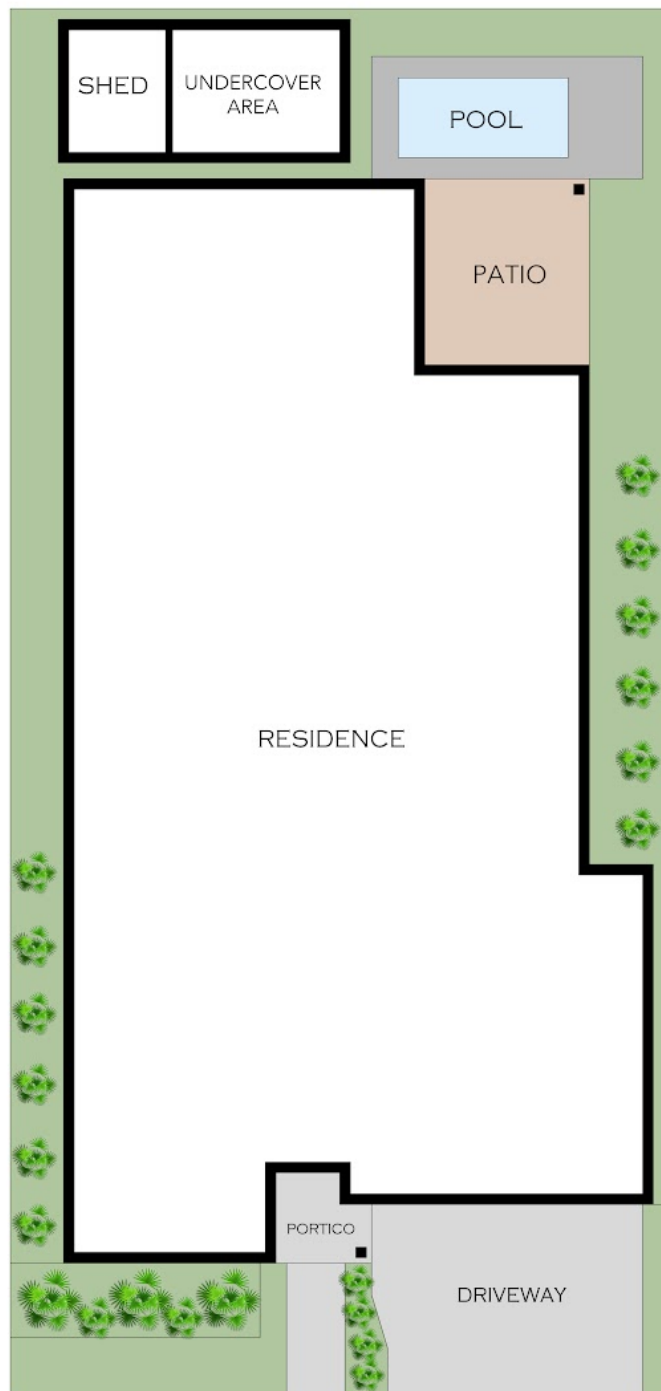 SHED
UNDERCOVER
AREA
POOL
PATIO
RESIDENCE
PORTICO
DRIVEWAY